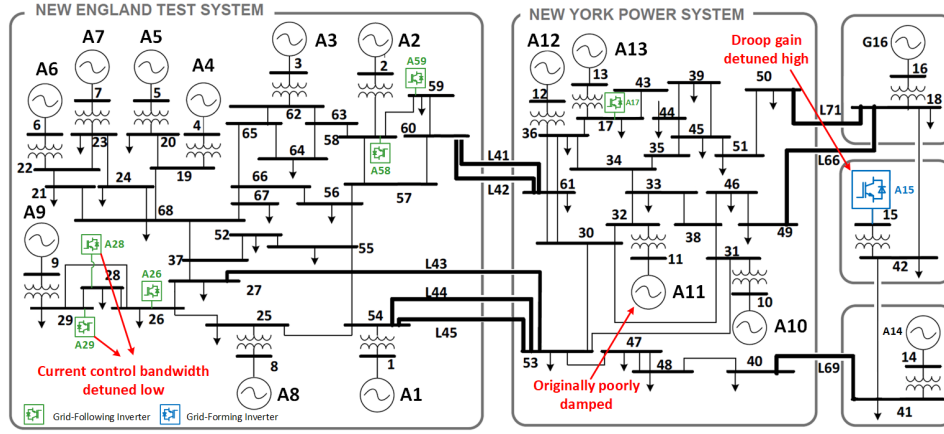 NEW ENGLAND TEST SYSTEM
NEW YORK POWER SYSTEM
A7
A5
A3
A2
A12
A13
Droop gain
detuned high
G16
A6
A4
A59
A17
A9
A28
A26
A58
A29
A8
A1
A11
A10
A15
A14
7
5
3
2
59
13
43
39
50
16
6
23
20
4
62
63
58
60
12
17
44
45
51
L71
18
22
21
24
19
65
64
36
35
34
L66
L41
L42
66
67
56
57
61
33
46
49
15
68
52
55
30
32
38
31
42
9
37
28
27
L43
11
29
26
25
54
L44
L45
10
8
1
53
47
48
40
L69
14
41
Current control bandwidth
detuned low
Originally poorly
damped
Grid-Following Inverter
Grid-Forming Inverter